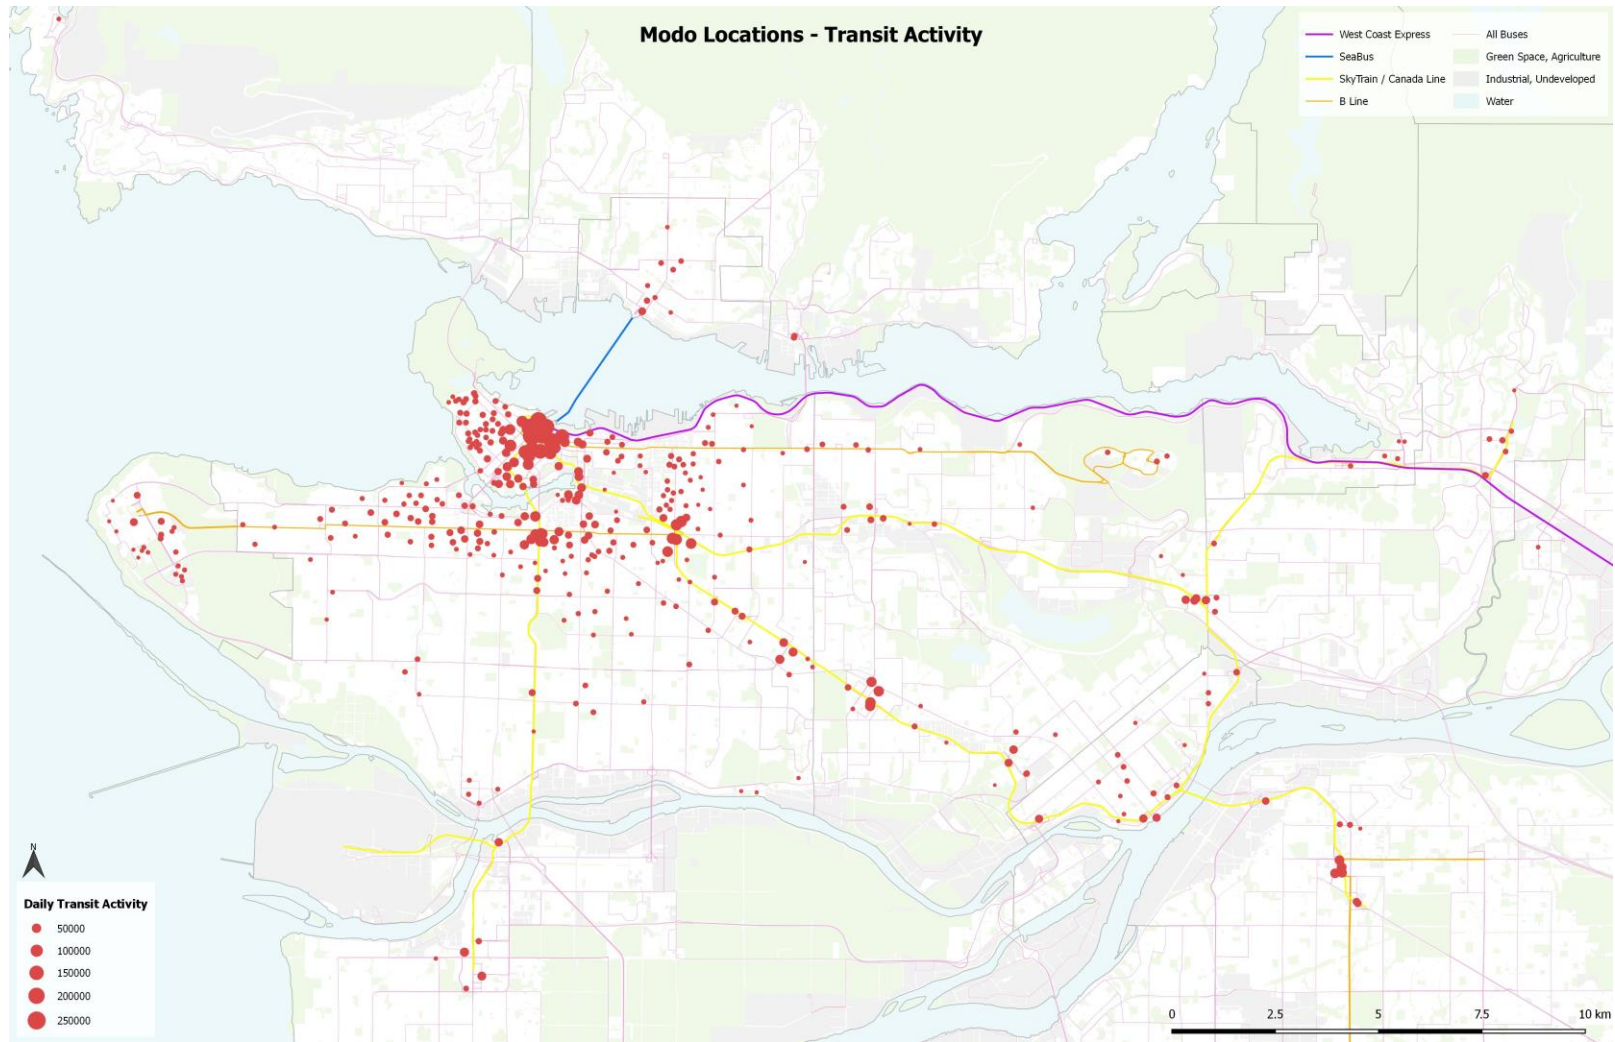 Modo Locations - Transit Activity
West Coast Express
SeaBus
SkyTrain / Canada Line
B Line
All Buses
Green Space, Agriculture
Industrial, Undeveloped
Water
N
Daily Transit Activity
50000
100000
150000
200000
250000
0 2.5 5 7.5 10 km